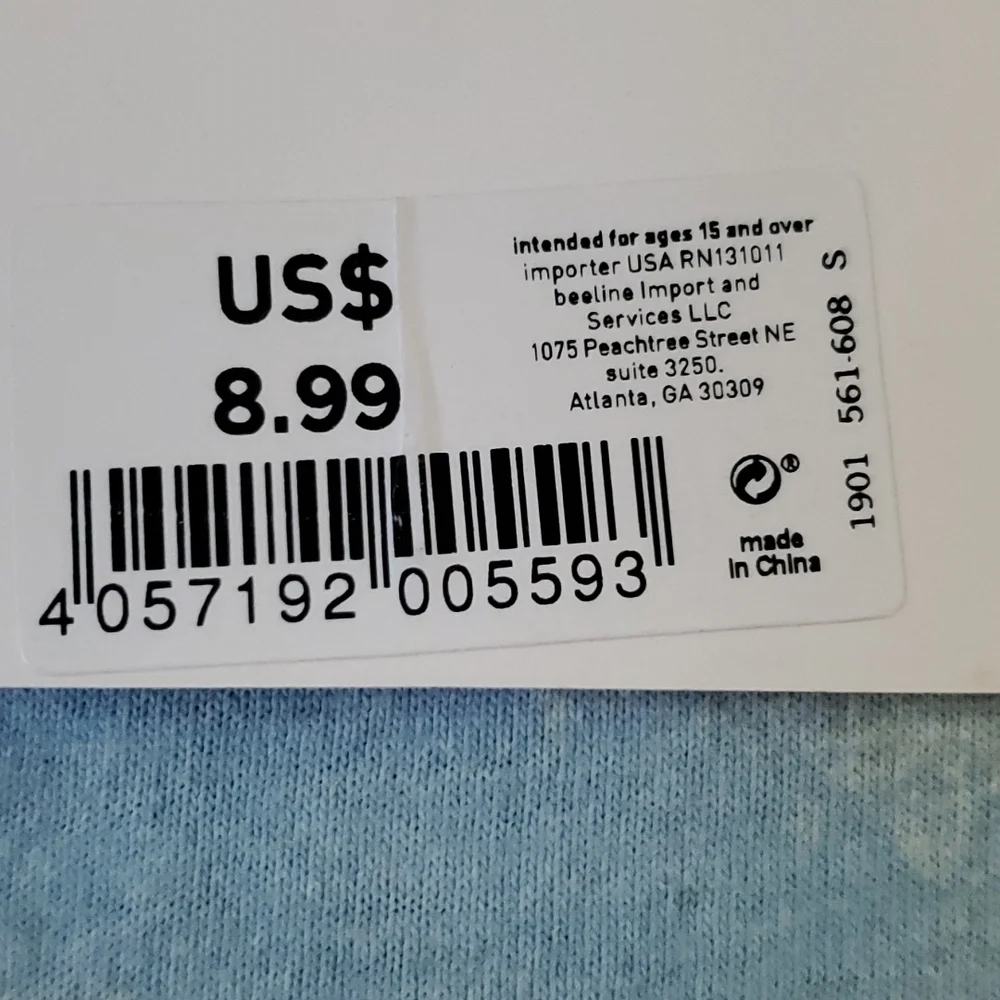 US$
8.99
intended for ages 15 and over
importer USA RN131011
beeline Import and
Services LLC
1075 Peachtree Street NE
suite 3250.
Atlanta, GA 30309
1901 561-608 S
®
made
in China
4 057192 005593